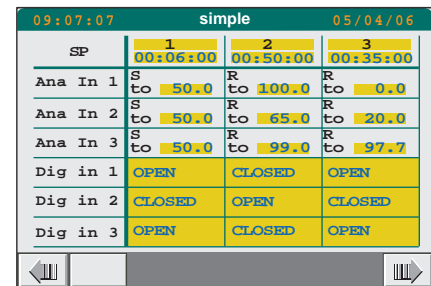 09:07:07 simple 05/04/06
SP 1 2 3
00:06:00 00:50:00 00:35:00
Ana In 1 S to 50.0 R to 100.0 R to 0.0
Ana In 2 S to 50.0 R to 65.0 R to 20.0
Ana In 3 S to 50.0 R to 99.0 R to 97.7
Dig in 1 OPEN CLOSED OPEN
Dig in 2 CLOSED OPEN CLOSED
Dig in 3 OPEN CLOSED OPEN